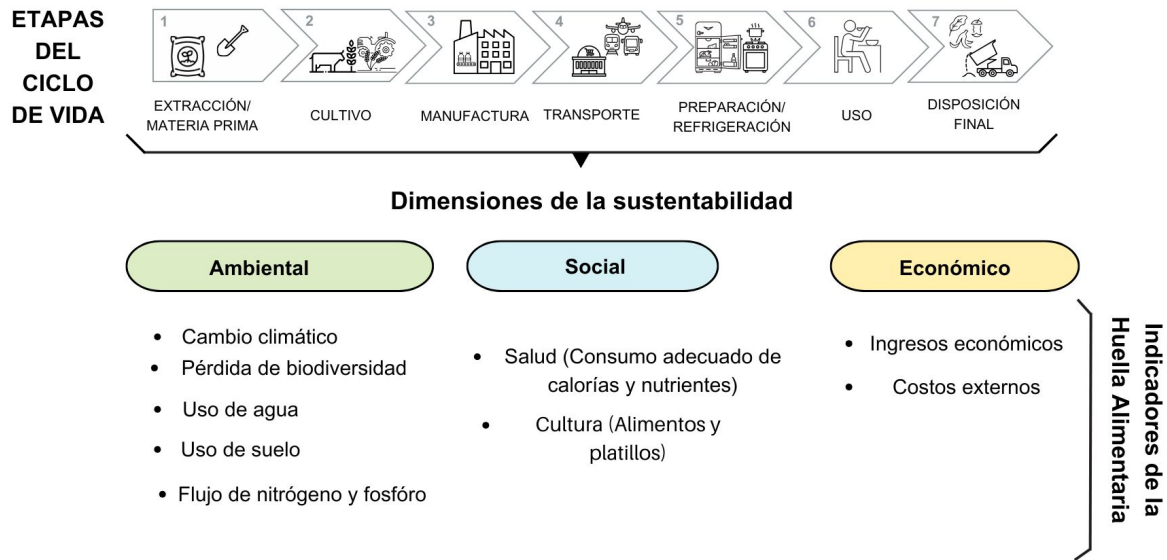 ETAPAS
DEL
CICLO
DE VIDA
1
2
3
4
5
6
7
EXTRACCIÓN/
MATERIA PRIMA
CULTIVO
MANUFACTURA
TRANSPORTE
PREPARACIÓN/
REFRIGERACIÓN
USO
DISPOSICIÓN
FINAL
Dimensiones de la sustentabilidad
Ambiental
• Cambio climático
• Pérdida de biodiversidad
• Uso de agua
• Uso de suelo
• Flujo de nitrógeno y fosfóro
Social
• Salud (Consumo adecuado de
calorías y nutrientes)
• Cultura (Alimentos y
platillos)
Económico
• Ingresos económicos
• Costos externos
Indicadores de la
Huella Alimentaria